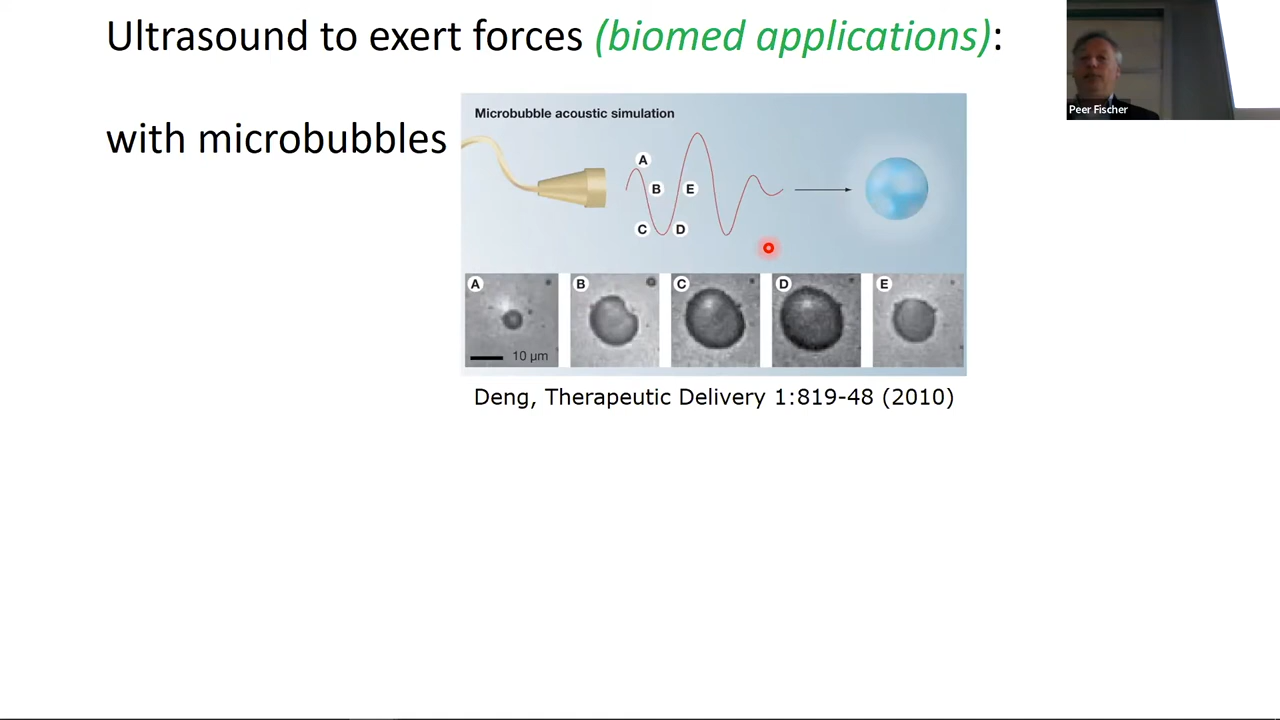 Ultrasound to exert forces (biomed applications):
Peer Fischer
with microbubbles
Microbubble acoustic simulation
A
B
E
C
D
A
B
C
D
E
10 µm
Deng, Therapeutic Delivery 1:819-48 (2010)